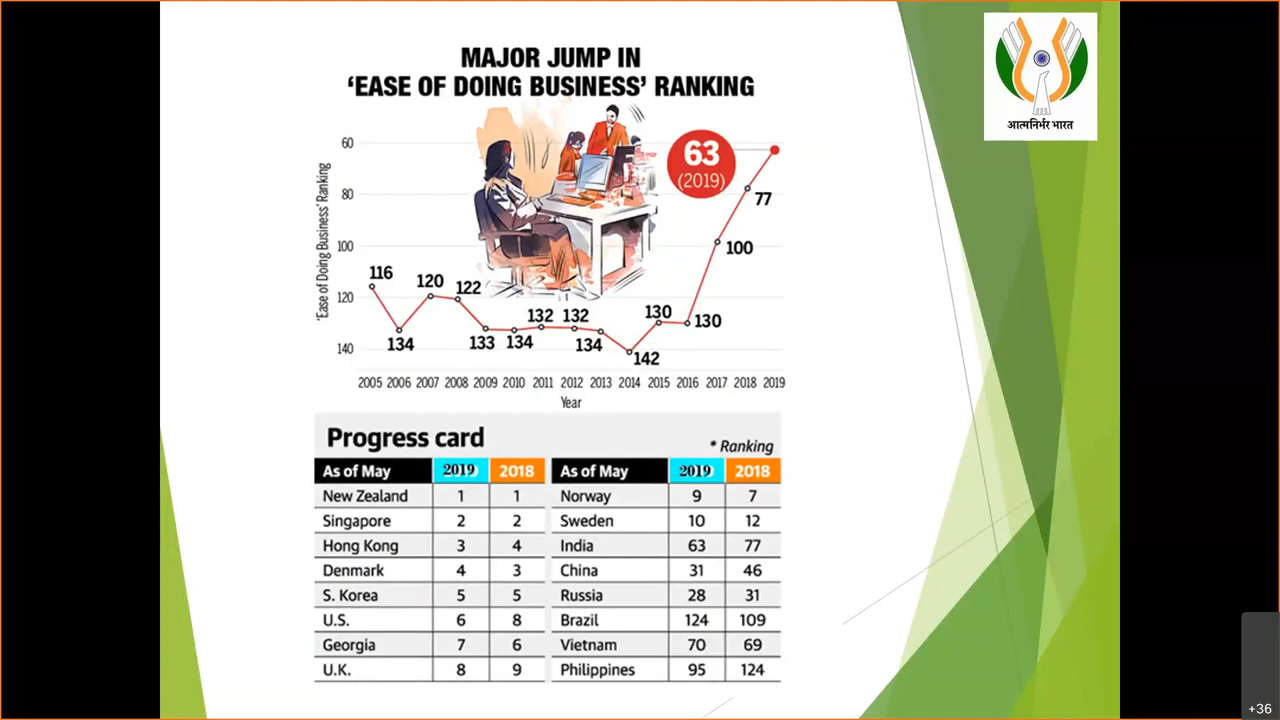 MAJOR JUMP IN
‘EASE OF DOING BUSINESS’ RANKING
आत्मनिर्भर भारत
'Ease of Doing Business' Ranking
60
80
100
120
140
63
(2019)
77
100
116
120
122
134
133
134
132
132
134
142
130
130
2005 2006 2007 2008 2009 2010 2011 2012 2013 2014 2015 2016 2017 2018 2019
Year
Progress card
* Ranking
As of May 2019 2018 As of May 2019 2018
New Zealand 1 1 Norway 9 7
Singapore 2 2 Sweden 10 12
Hong Kong 3 4 India 63 77
Denmark 4 3 China 31 46
S. Korea 5 5 Russia 28 31
U.S. 6 8 Brazil 124 109
Georgia 7 6 Vietnam 70 69
U.K. 8 9 Philippines 95 124
+36